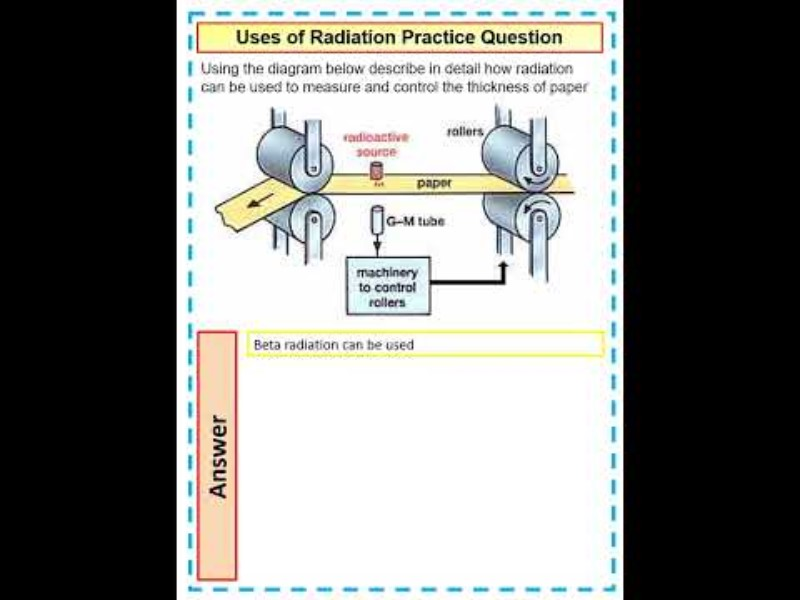 Uses of Radiation Practice Question
Using the diagram below describe in detail how radiation
can be used to measure and control the thickness of paper
radioactive
source
rollers
paper
G–M tube
machinery
to control
rollers
Beta radiation can be used
Answer